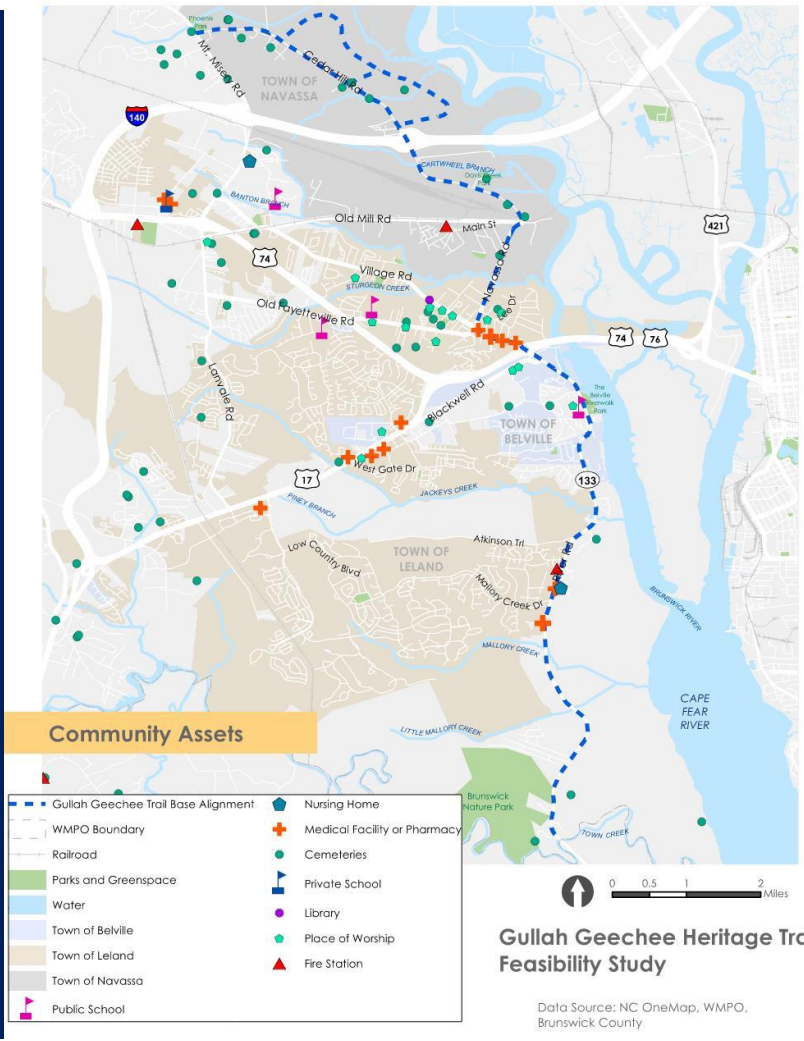 Phoenix
Park
Mt. Misery Rd
Cedar Hill Rd
TOWN OF
NAVASSA
140
CARTWHEEL BRANCH
BANTON BRANCH
421
Old Mill Rd
Main St
74
Navassa Rd
Village Rd
STURGEON CREEK
Lee Dr
Old Fayetteville Rd
74
76
Lanvale Rd
Blackwell Rd
The
Belville
Riverwalk
Park
TOWN OF
BELVILLE
West Gate Dr
17
133
JACKEYS CREEK
PINEY BRANCH
Atkinson Trl
Low Country Blvd
TOWN OF
LELAND
River Rd
Mallory Creek Dr
BRUNSWICK RIVER
MALLORY CREEK
CAPE
FEAR
RIVER
LITTLE MALLORY CREEK
Community Assets
Brunswick
Nature Park
TOWN CREEK
Gullah Geechee Trail Base Alignment
WMPO Boundary
Railroad
Parks and Greenspace
Water
Town of Belville
Town of Leland
Town of Navassa
Public School
Nursing Home
Medical Facility or Pharmacy
Cemeteries
Private School
Library
Place of Worship
Fire Station
0 0.5 1 2
Miles
Gullah Geechee Heritage Tra
Feasibility Study
Data Source: NC OneMap, WMPO,
Brunswick County